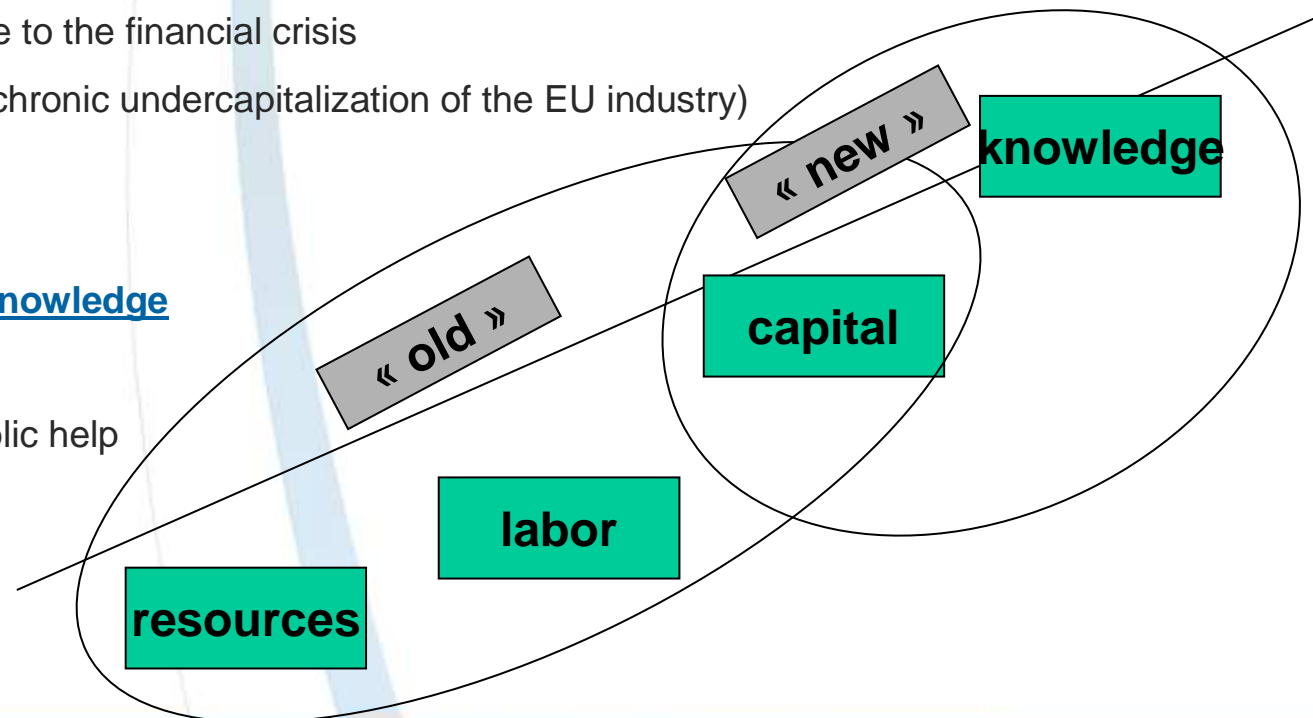 e to the financial crisis
chronic undercapitalization of the EU industry)
« new »
knowledge
nowledge
capital
« old »
lic help
labor
resources